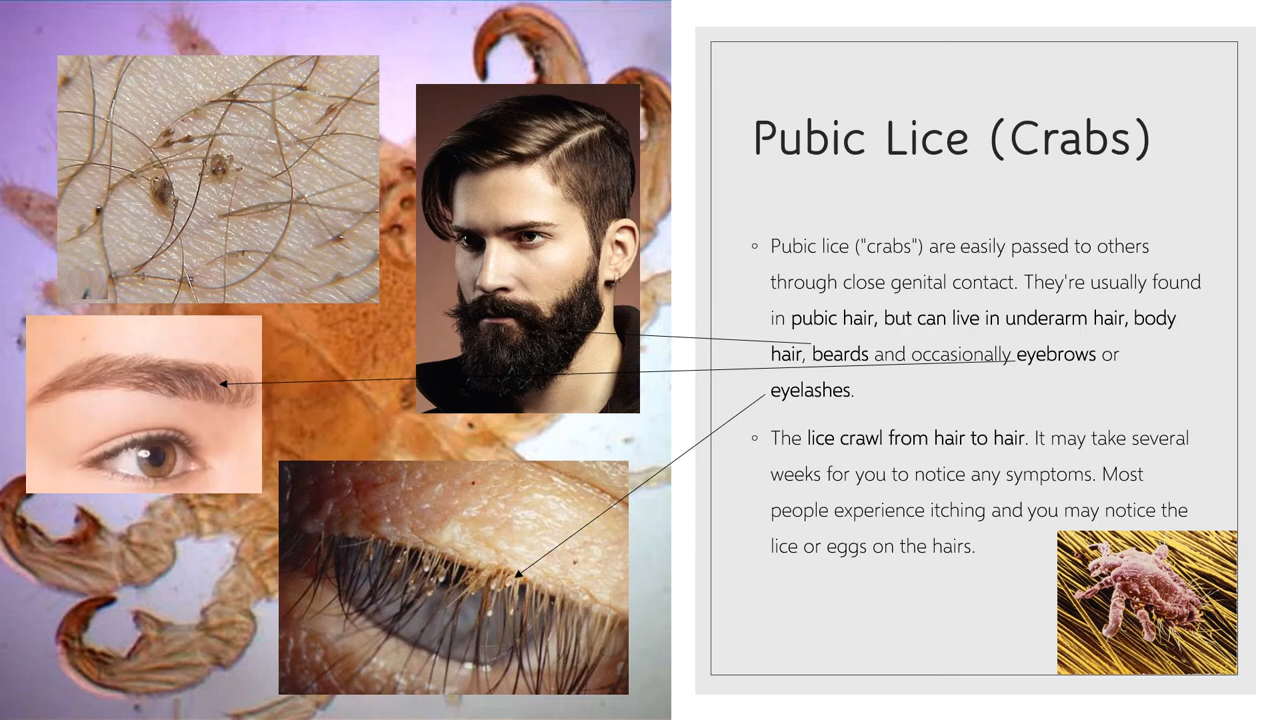 Pubic Lice (Crabs)
◦ Pubic lice ("crabs") are easily passed to others
through close genital contact. They're usually found
in pubic hair, but can live in underarm hair, body
hair, beards and occasionally eyebrows or
eyelashes.
◦ The lice crawl from hair to hair. It may take several
weeks for you to notice any symptoms. Most
people experience itching and you may notice the
lice or eggs on the hairs.